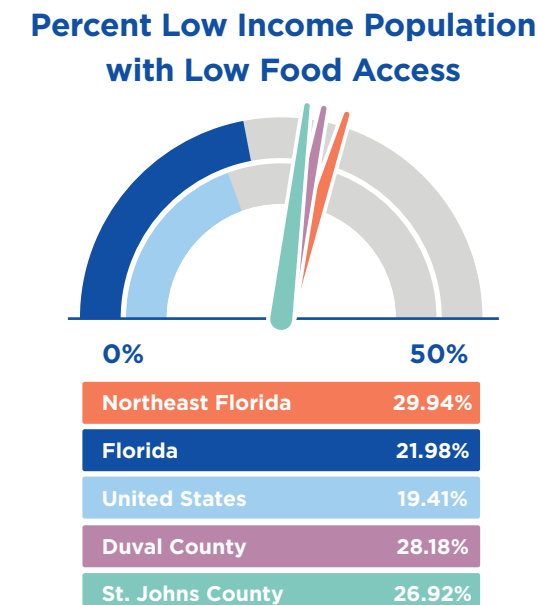 Percent Low Income Population
with Low Food Access
0% 50%
Northeast Florida 29.94%
Florida 21.98%
United States 19.41%
Duval County 28.18%
St. Johns County 26.92%